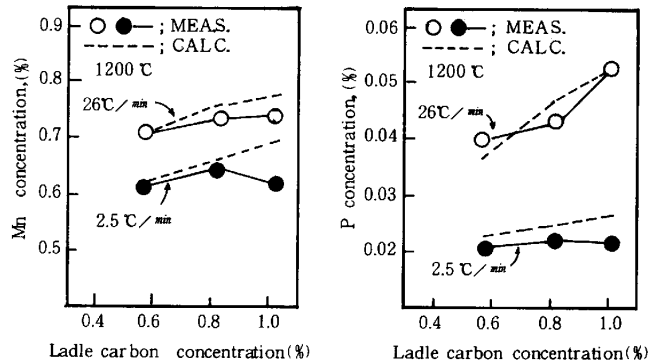 0.9
; MEAS.
; CALC.
1200 ℃
0.8
26℃/min
0.7
0.6
2.5℃/min
0.5
Mn concentration,(%)
0.4 0.6 0.8 1.0
Ladle carbon concentration(%)
0.06
; MEAS.
; CALC.
1200 ℃
0.05
26℃/min
0.04
0.03
0.02
2.5℃/min
P concentration,(%)
0.4 0.6 0.8 1.0
Ladle carbon concentration(%)